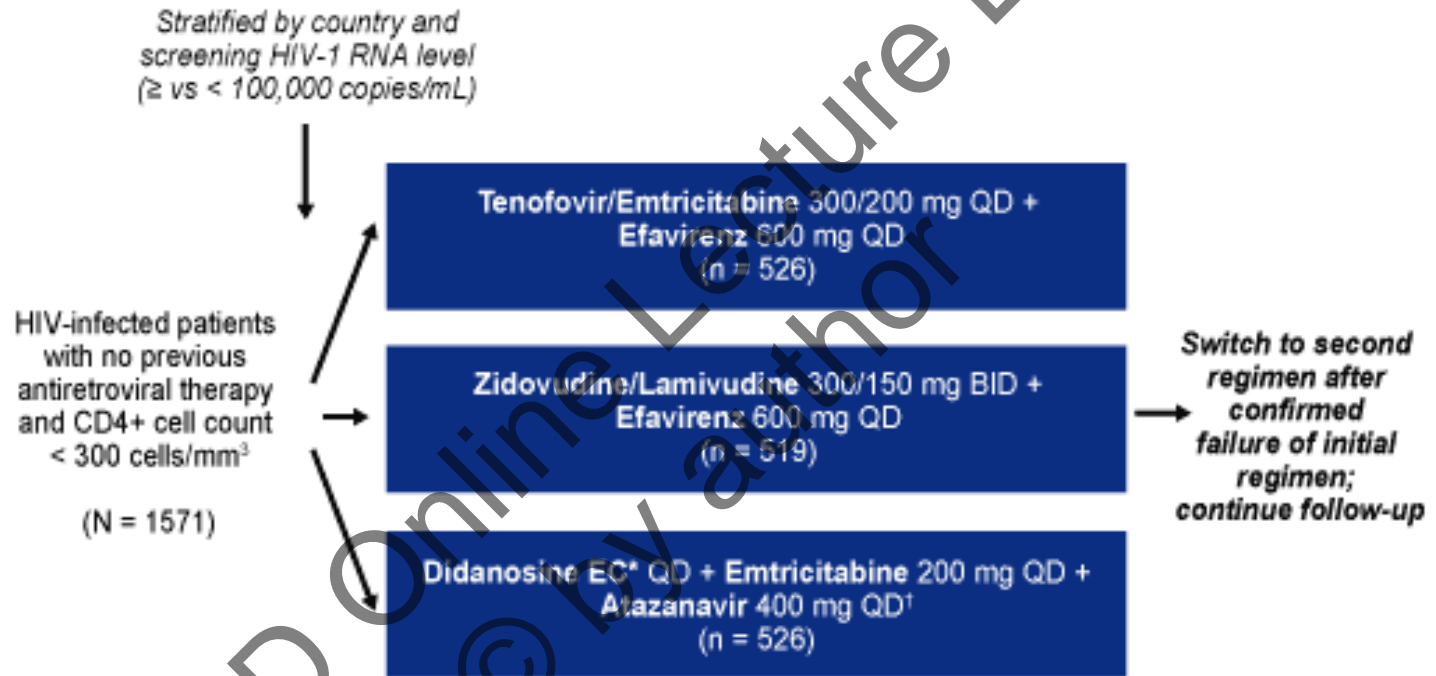 Stratified by country and
screening HIV-1 RNA level
(≥ vs < 100,000 copies/mL)
HIV-infected patients
with no previous
antiretroviral therapy
and CD4+ cell count
< 300 cells/mm³
(N = 1571)
Tenofovir/Emtricitabine 300/200 mg QD +
Efavirenz 600 mg QD
(n = 526)
Zidovudine/Lamivudine 300/150 mg BID +
Efavirenz 600 mg QD
(n = 519)
Didanosine EC* QD + Emtricitabine 200 mg QD +
Atazanavir 400 mg QD†
(n = 526)
Switch to second
regimen after
confirmed
failure of initial
regimen;
continue follow-up
Online Lecture
© by author